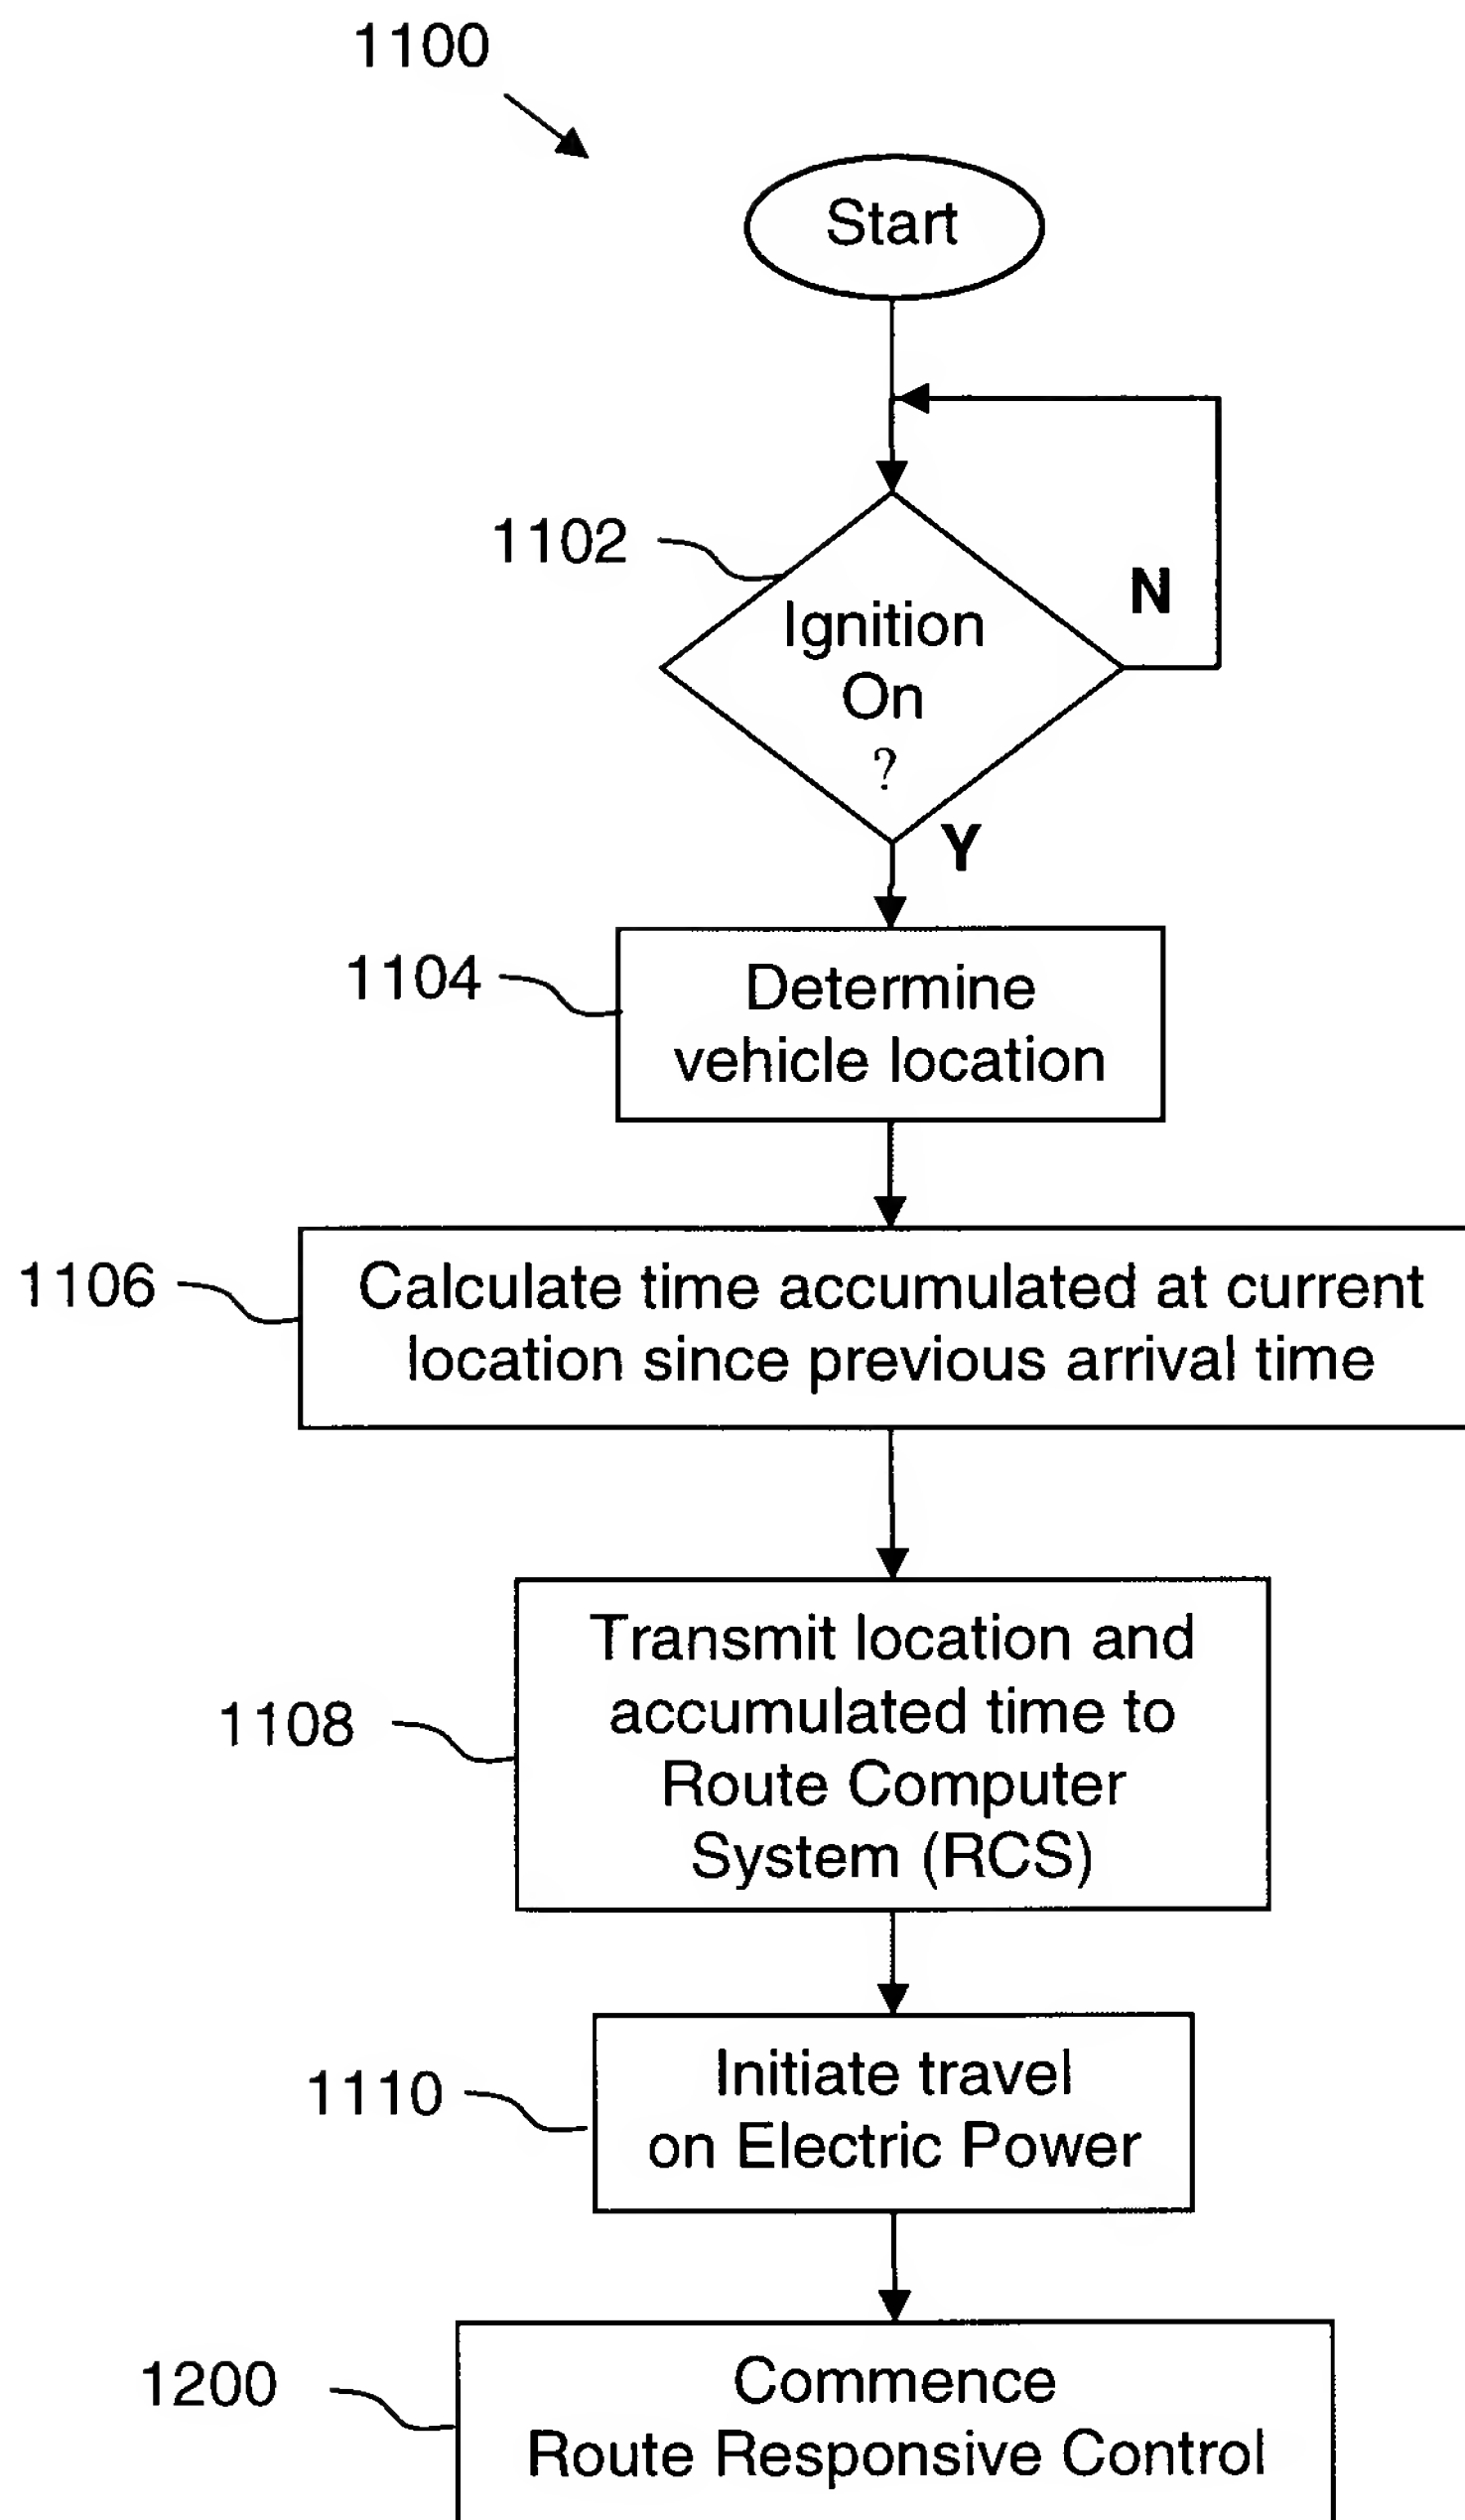 1100
Start
1102
Ignition
On
?
N
Y
1104
Determine
vehicle location
1106
Calculate time accumulated at current
location since previous arrival time
1108
Transmit location and
accumulated time to
Route Computer
System (RCS)
1110
Initiate travel
on Electric Power
1200
Commence
Route Responsive Control